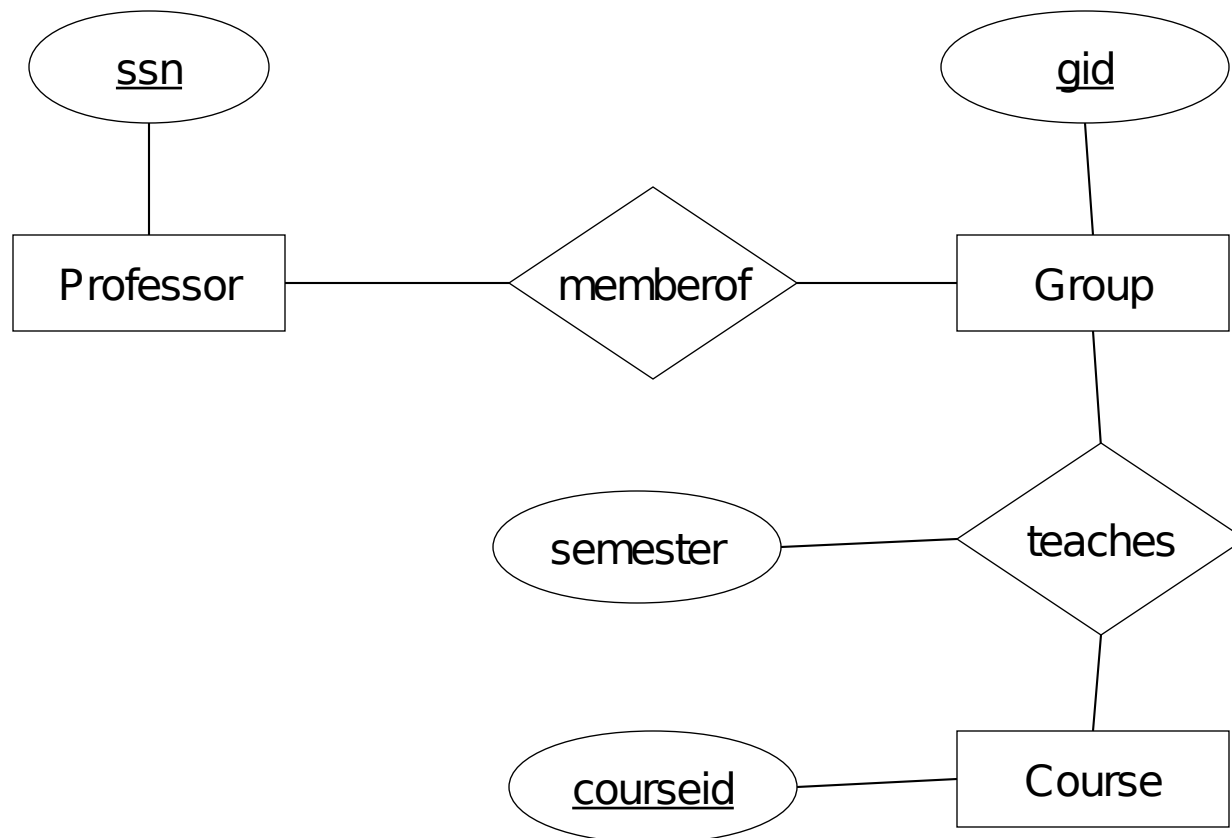 ssn
gid
Professor
memberof
Group
semester
teaches
courseid
Course